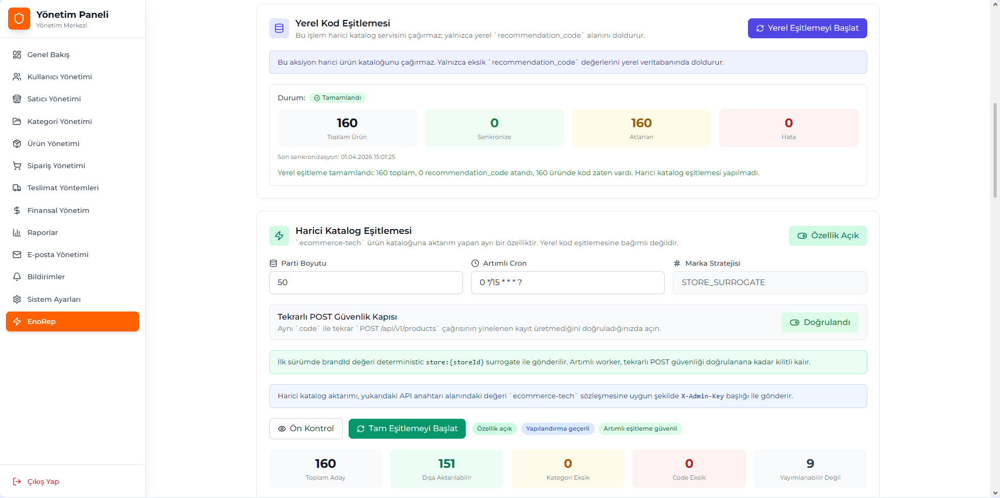 Yönetim Paneli
Yönetim Merkezi
Genel Bakış
Kullanıcı Yönetimi
Satıcı Yönetimi
Kategori Yönetimi
Ürün Yönetimi
Sipariş Yönetimi
Teslimat Yöntemleri
Finansal Yönetim
Raporlar
E-posta Yönetimi
Bildirimler
Sistem Ayarları
EnoRep
Çıkış Yap
Yerel Kod Eşitlemesi
Bu işlem harici katalog servisini çağırmaz; yalnızca yerel `recommendation_code` alanını doldurur.
Yerel Eşitlemeyi Başlat
Bu aksiyon harici ürün kataloğunu çağırmaz. Yalnızca eksik `recommendation_code` değerlerini yerel veritabanında doldurur.
Durum: Tamamlandı
160 0 160 0
Toplam Ürün Senkronize Atlanan Hata
Son senkronizasyon: 01.04.2026 15:01:25
Yerel eşitleme tamamlandı: 160 toplam, 0 recommendation_code atandı, 160 üründe kod zaten vardı. Harici katalog eşitlemesi yapılmadı.
Harici Katalog Eşitlemesi
`ecommerce-tech` ürün kataloğuna aktarım yapan ayrı bir özelliktir. Yerel kod eşitlemesine bağımlı değildir.
Özellik Açık
Parti Boyutu Artımlı Cron Marka Stratejisi
50 0 */15 * * * ? STORE_SURROGATE
Tekrarlı POST Güvenlik Kapısı
Aynı `code` ile tekrar `POST /api/v1/products` çağrısının yinelenen kayıt üretmediğini doğruladığınızda açın.
Doğrulandı
İlk sürümde brandId değeri deterministic store:{storeId} surrogate ile gönderilir. Artımlı worker, tekrarlı POST güvenliği doğrulanana kadar kilitli kalır.
Harici katalog aktarımı, yukarıdaki API anahtarı alanındaki değeri `ecommerce-tech` sözleşmesine uygun şekilde X-Admin-Key başlığı ile gönderir.
Ön Kontrol Tam Eşitlemeyi Başlat Özellik açık Yapılandırma geçerli Artımlı eşitleme güvenli
160 151 0 0 9
Toplam Aday Dışa Aktarılabilir Kategori Eksik Code Eksik Yayımlanabilir Değil